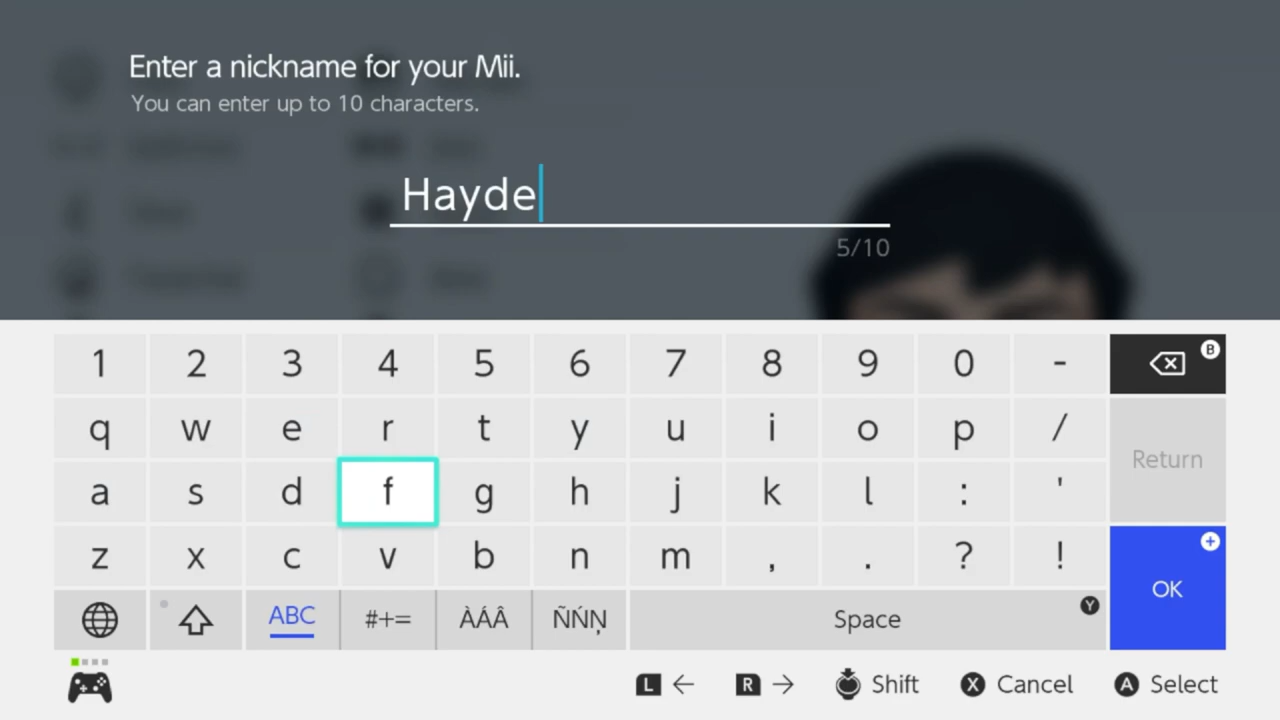 Enter a nickname for your Mii.
You can enter up to 10 characters.
Hayde
5/10
1 2 3 4 5 6 7 8 9 0 - B
q w e r t y u i o p / Return
a s d f g h j k l : '
z x c v b n m , . ? ! + OK
ABC #+= ÀÁÂ ÑŃŅ Space Y
L ← R → Shift X Cancel A Select